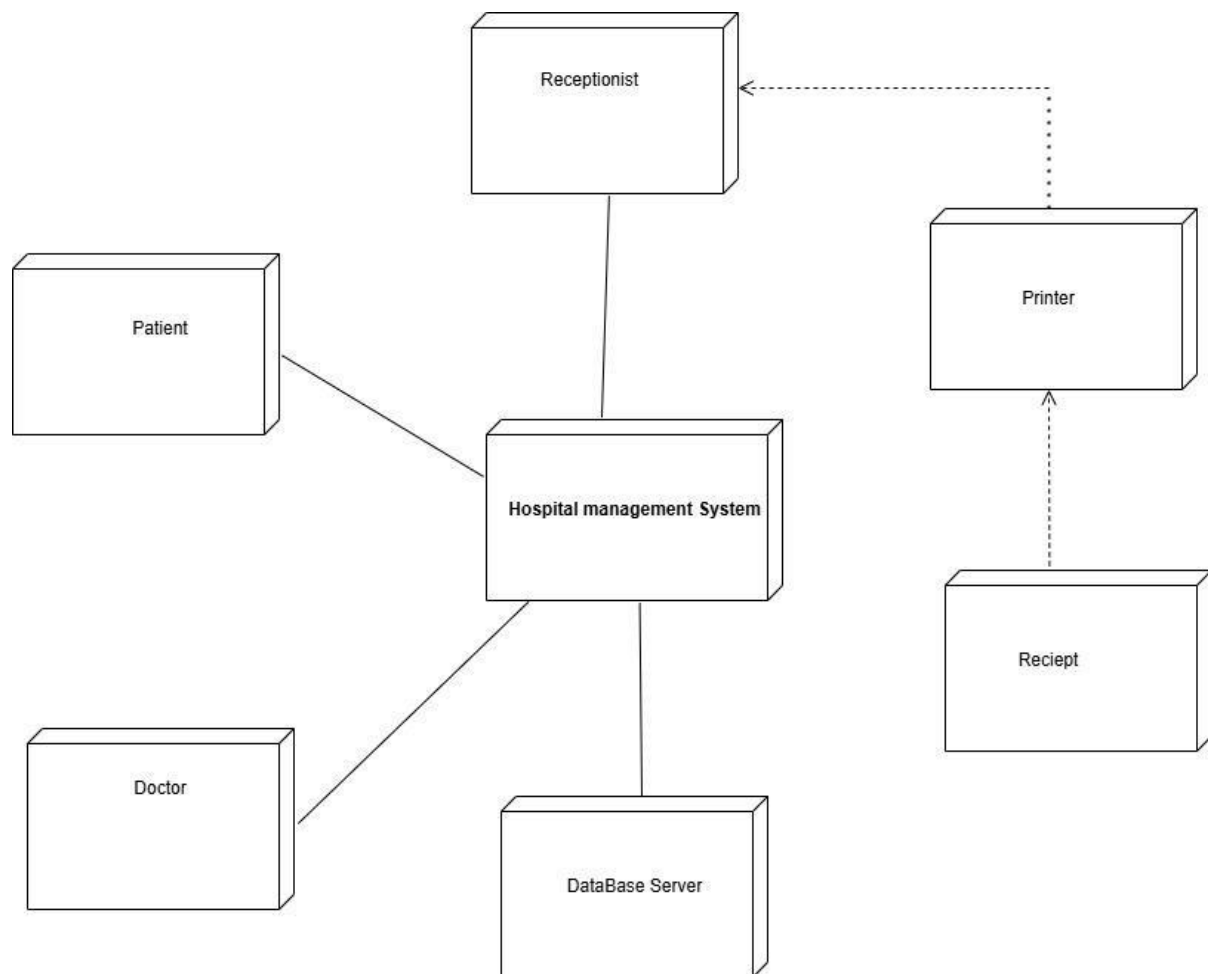 Receptionist
Printer
Patient
Hospital management System
Reciept
Doctor
DataBase Server